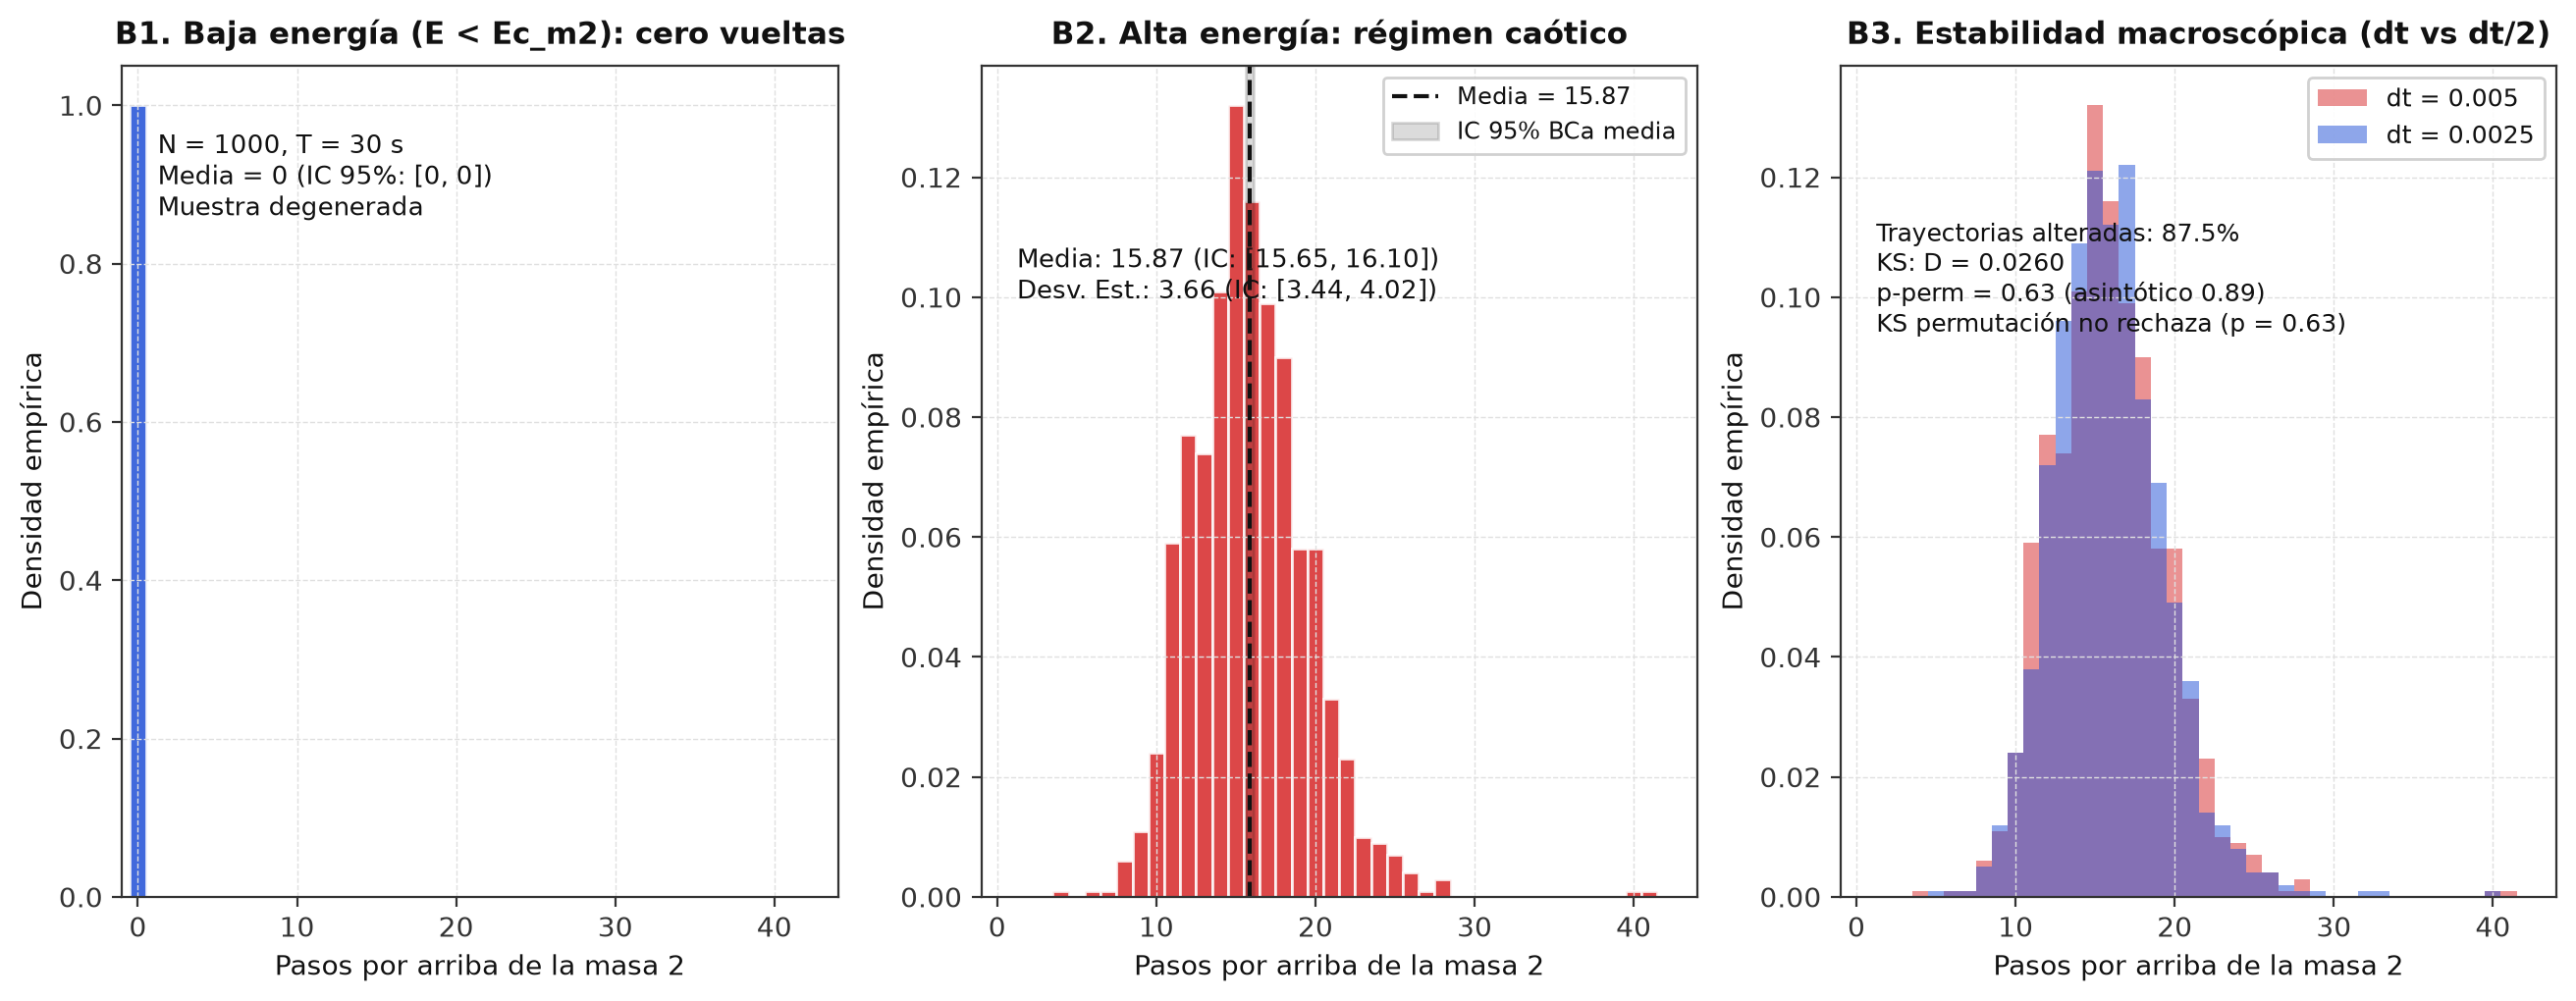 B1. Baja energía (E < Ec_m2): cero vueltas
1.0
0.8
0.6
0.4
0.2
0.0
Densidad empírica
N = 1000, T = 30 s
Media = 0 (IC 95%: [0, 0])
Muestra degenerada
0
10
20
30
40
Pasos por arriba de la masa 2
B2. Alta energía: régimen caótico
0.12
0.10
0.08
0.06
0.04
0.02
0.00
Densidad empírica
Media = 15.87
IC 95% BCa media
Media: 15.87 (IC: [15.65, 16.10])
Desv. Est.: 3.66 (IC: [3.44, 4.02])
0
10
20
30
40
Pasos por arriba de la masa 2
B3. Estabilidad macroscópica (dt vs dt/2)
0.12
0.10
0.08
0.06
0.04
0.02
0.00
Densidad empírica
dt = 0.005
dt = 0.0025
Trayectorias alteradas: 87.5%
KS: D = 0.0260
p-perm = 0.63 (asintótico 0.89)
KS permutación no rechaza (p = 0.63)
0
10
20
30
40
Pasos por arriba de la masa 2